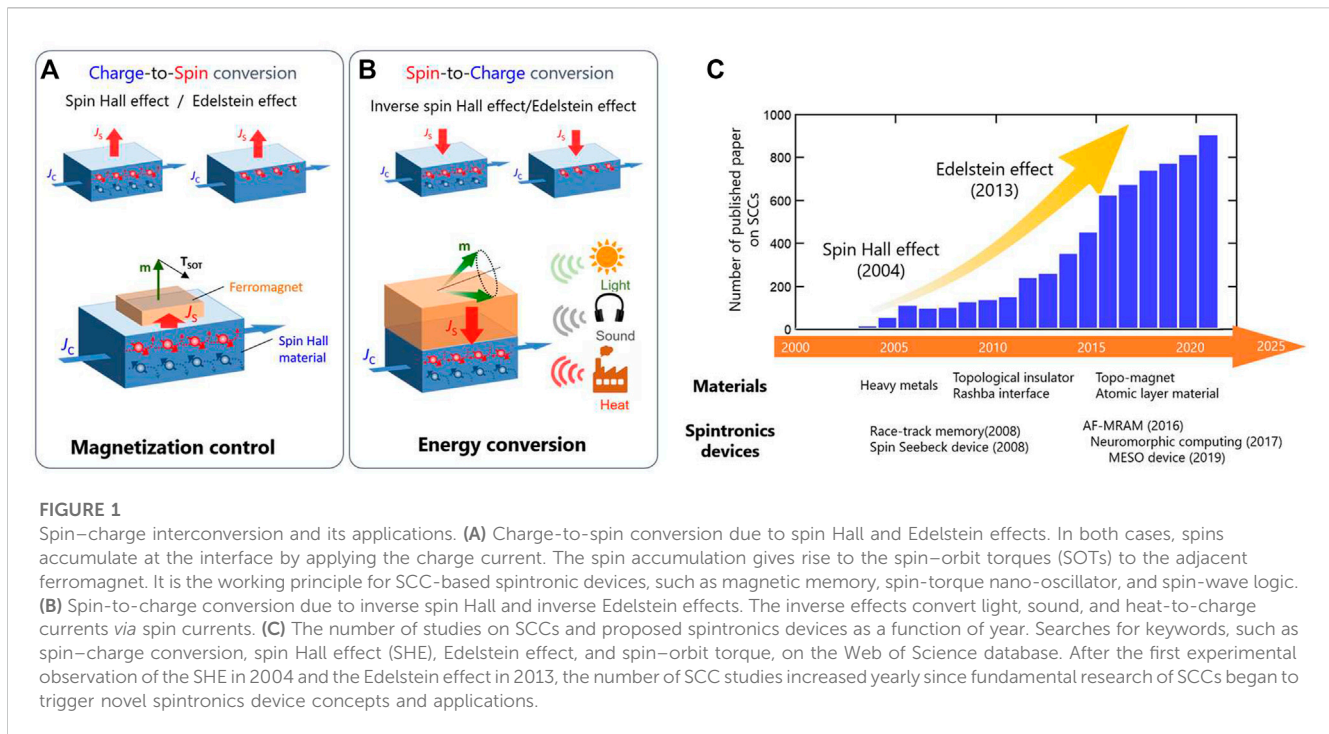 A
Charge-to-Spin conversion
Spin Hall effect / Edelstein effect
JS
JS
JC
m
TSOT
Ferromagnet
JS
JC
Spin Hall
material
Magnetization control
B
Spin-to-Charge conversion
Inverse spin Hall effect/Edelstein effect
JS
JS
JC
m
Light
JS
Sound
JC
Heat
Energy conversion
C
Number of published paper
on SCCs
1000
800
600
400
200
0
Edelstein effect
(2013)
Spin Hall effect
(2004)
2000 2005 2010 2015 2020 2025
Materials
Heavy metals
Topological insulator
Rashba interface
Topo-magnet
Atomic layer material
Spintronics
devices
Race-track memory(2008)
Spin Seebeck device (2008)
AF-MRAM (2016)
Neuromorphic computing (2017)
MESO device (2019)
FIGURE 1
Spin–charge interconversion and its applications. (A) Charge-to-spin conversion due to spin Hall and Edelstein effects. In both cases, spins
accumulate at the interface by applying the charge current. The spin accumulation gives rise to the spin–orbit torques (SOTs) to the adjacent
ferromagnet. It is the working principle for SCC-based spintronic devices, such as magnetic memory, spin-torque nano-oscillator, and spin-wave logic.
(B) Spin-to-charge conversion due to inverse spin Hall and inverse Edelstein effects. The inverse effects convert light, sound, and heat-to-charge
currents via spin currents. (C) The number of studies on SCCs and proposed spintronics devices as a function of year. Searches for keywords, such as
spin–charge conversion, spin Hall effect (SHE), Edelstein effect, and spin–orbit torque, on the Web of Science database. After the first experimental
observation of the SHE in 2004 and the Edelstein effect in 2013, the number of SCC studies increased yearly since fundamental research of SCCs began to
trigger novel spintronics device concepts and applications.